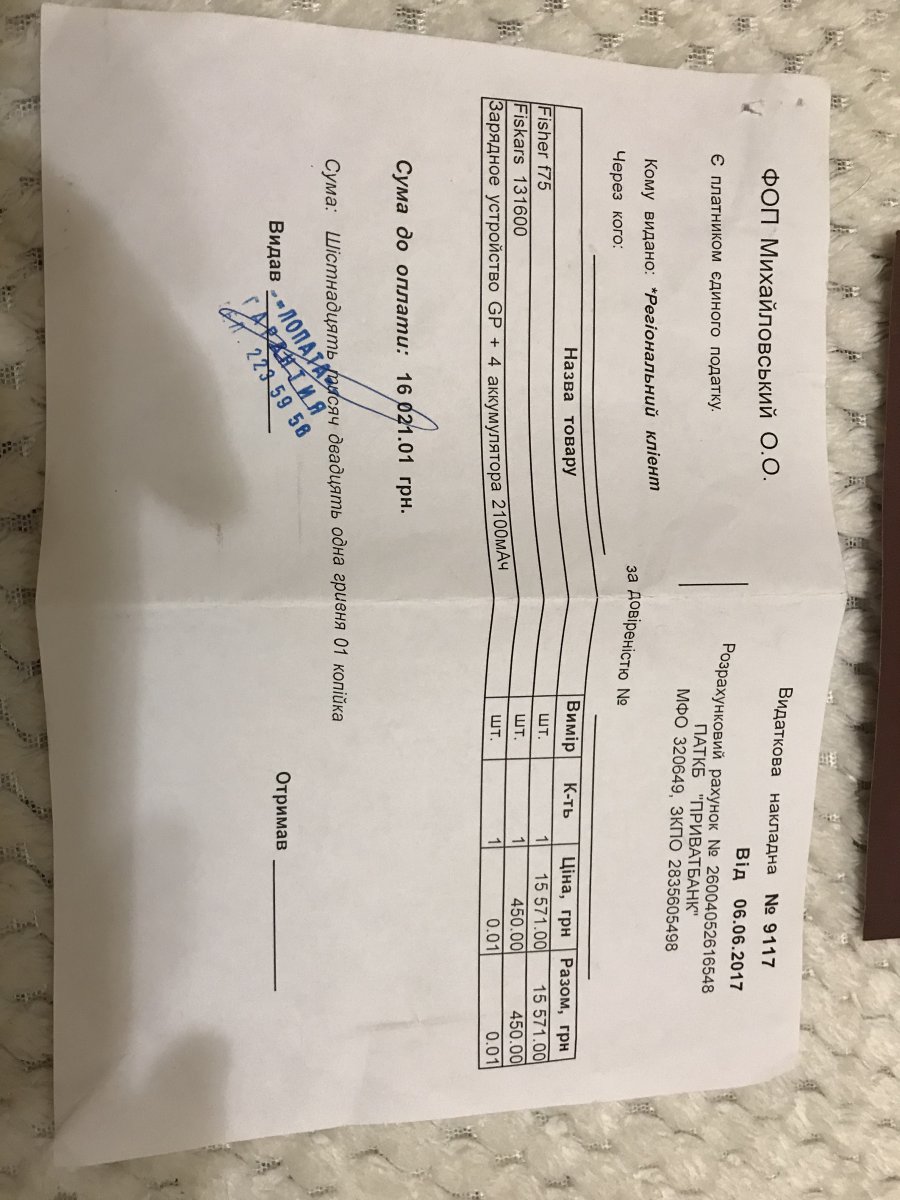 ФОП Михайловський О.О.
Є платником єдиного податку.
Видаткова накладна № 9117
Від 06.06.2017
Розрахунковий рахунок № 26004052616548
ПАТКБ "ПРИВАТБАНК"
МФО 320649, ЗКПО 2835605498
Кому видано: *Регіональний клієнт
Через кого:
за довіреністю №
Назва товару Вимір К-ть Ціна, грн Разом, грн
Fisher f75 шт. 1 15 571.00 15 571.00
Fiskars 131600 шт. 1 450.00 450.00
Зарядное устройство GP + 4 аккумулятора 2100мАч шт. 1 0.01 0.01
Сума до оплати: 16 021.01 грн.
Сума: Шістнадцять тисяч двадцять одна гривня 01 копійка
Видав
Отримав
ЛОПАТА
ГАРАНТИЯ
223 59 58